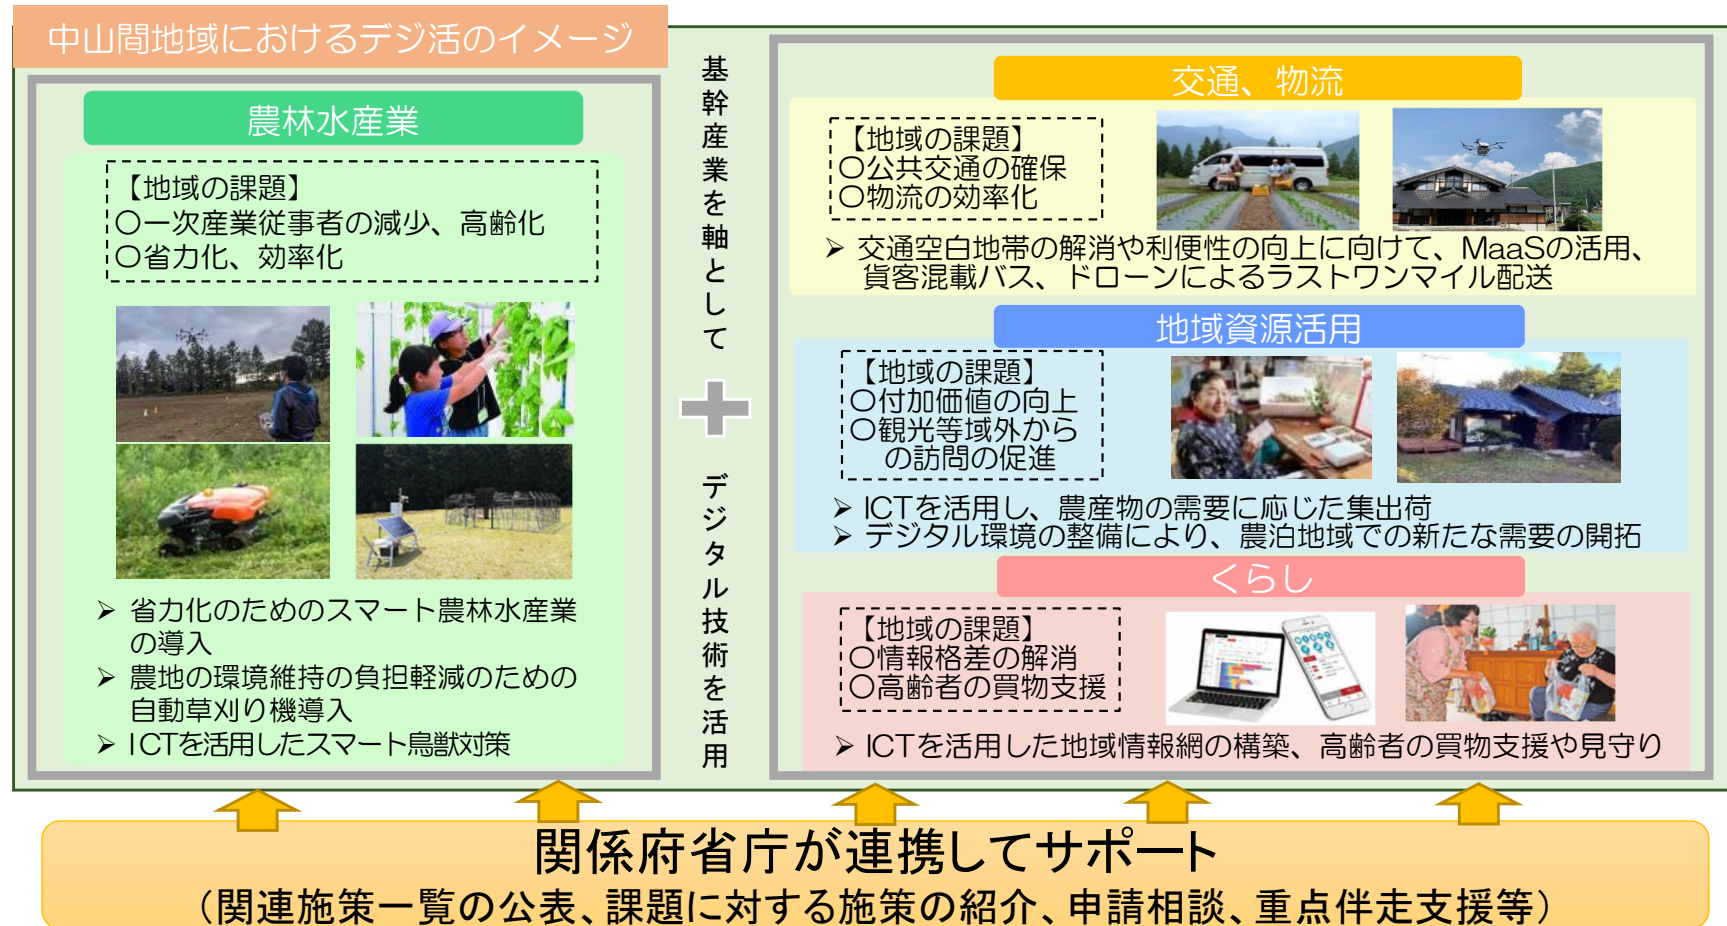 中山間地域におけるデジ活のイメージ
農林水産業
【地域の課題】
〇一次産業従事者の減少、高齢化
〇省力化、効率化
➢ 省力化のためのスマート農林水産業
の導入
➢ 農地の環境維持の負担軽減のための
自動草刈り機導入
➢ ICTを活用したスマート鳥獣対策
基幹産業を軸として
デジタル技術を活用
交通、物流
【地域の課題】
〇公共交通の確保
〇物流の効率化
➢ 交通空白地帯の解消や利便性の向上に向けて、MaaSの活用、
貨客混載バス、ドローンによるラストワンマイル配送
地域資源活用
【地域の課題】
〇付加価値の向上
〇観光等域外から
の訪問の促進
➢ ICTを活用し、農産物の需要に応じた集出荷
➢ デジタル環境の整備により、農泊地域での新たな需要の開拓
くらし
【地域の課題】
〇情報格差の解消
〇高齢者の買物支援
➢ ICTを活用した地域情報網の構築、高齢者の買物支援や見守り
関係府省庁が連携してサポート
（関連施策一覧の公表、課題に対する施策の紹介、申請相談、重点伴走支援等）